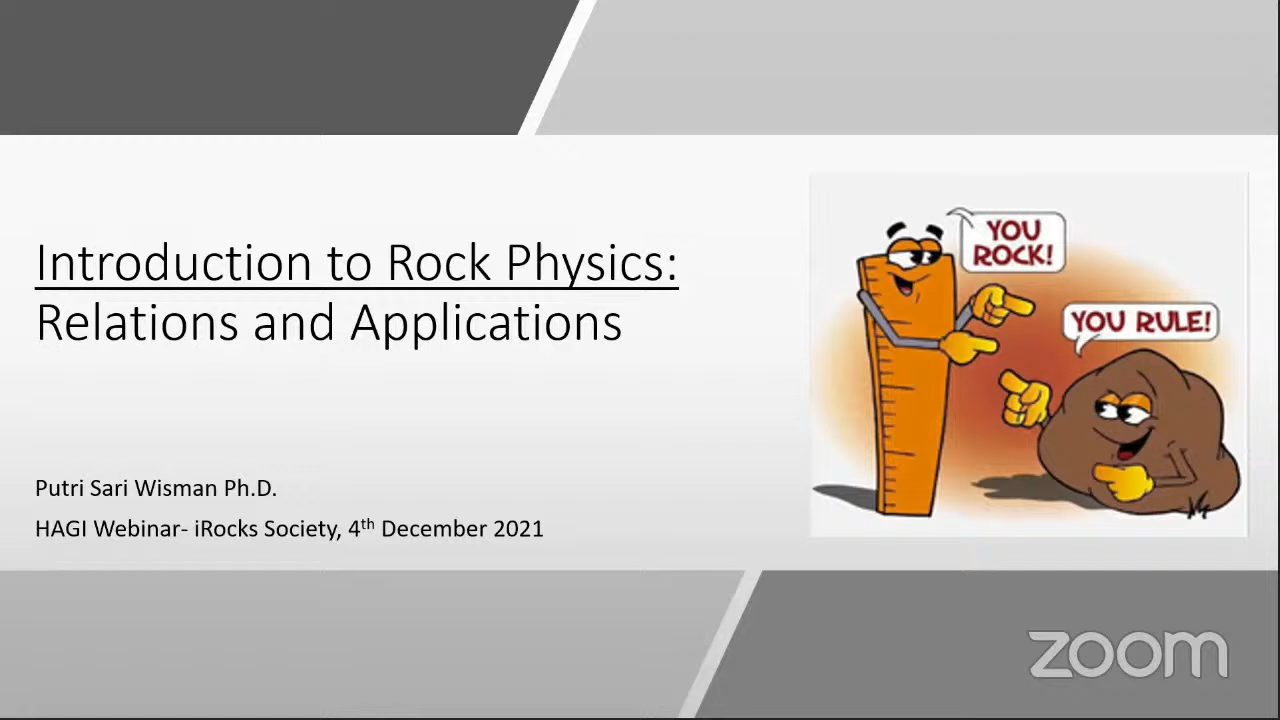 Introduction to Rock Physics:
Relations and Applications
Putri Sari Wisman Ph.D.
HAGI Webinar- iRocks Society, 4th December 2021
YOU
ROCK!
YOU RULE!
zoom